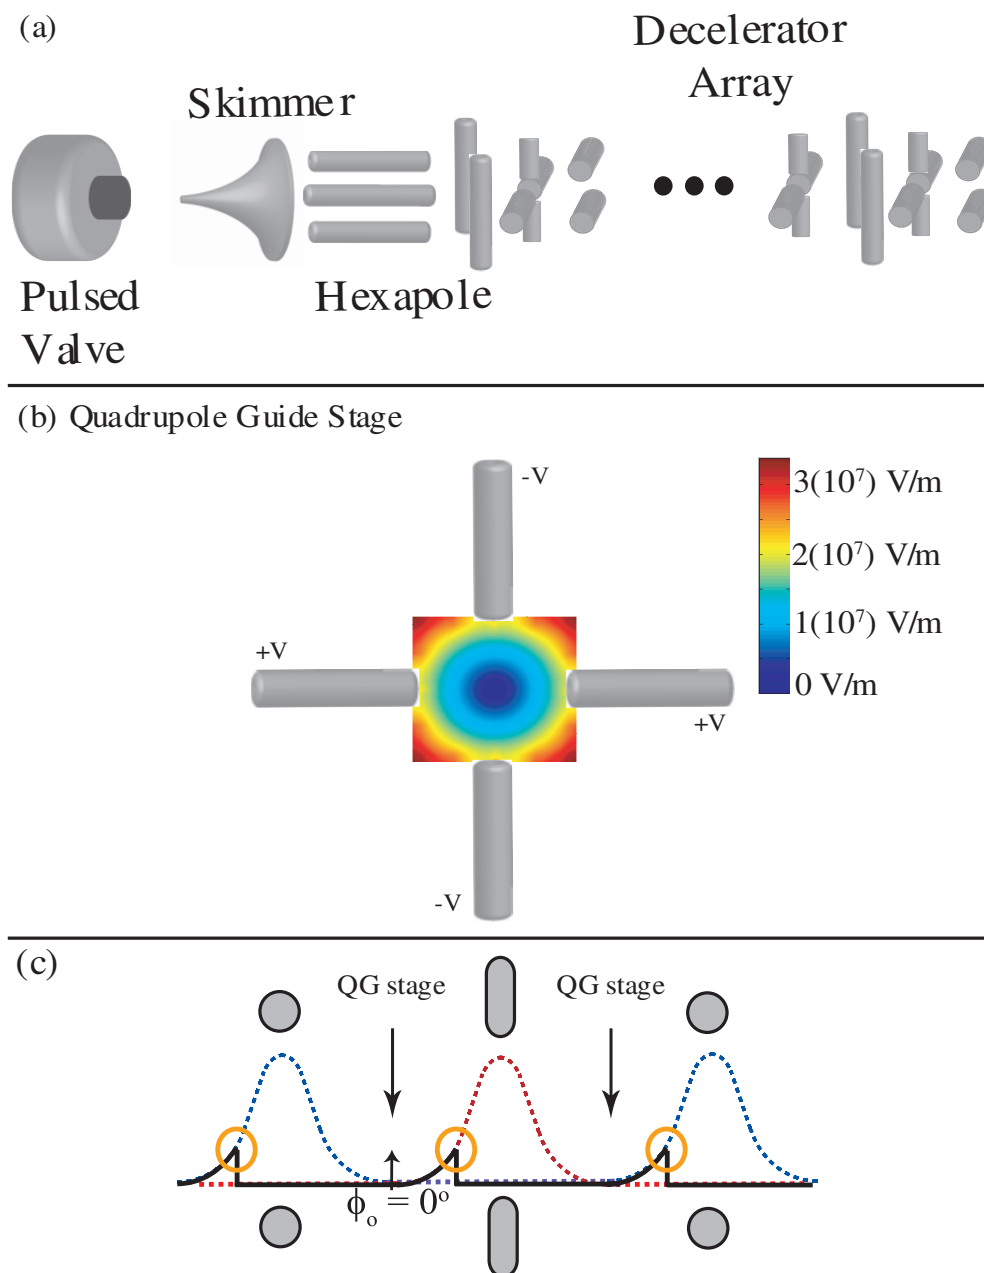 (a)
Decelerator
Array
Skimmer
Pulsed
Valve
Hexapole
(b) Quadrupole Guide Stage
-V
3(10⁷) V/m
2(10⁷) V/m
1(10⁷) V/m
0 V/m
+V
+V
-V
(c)
QG stage
QG stage
ϕₒ = 0°